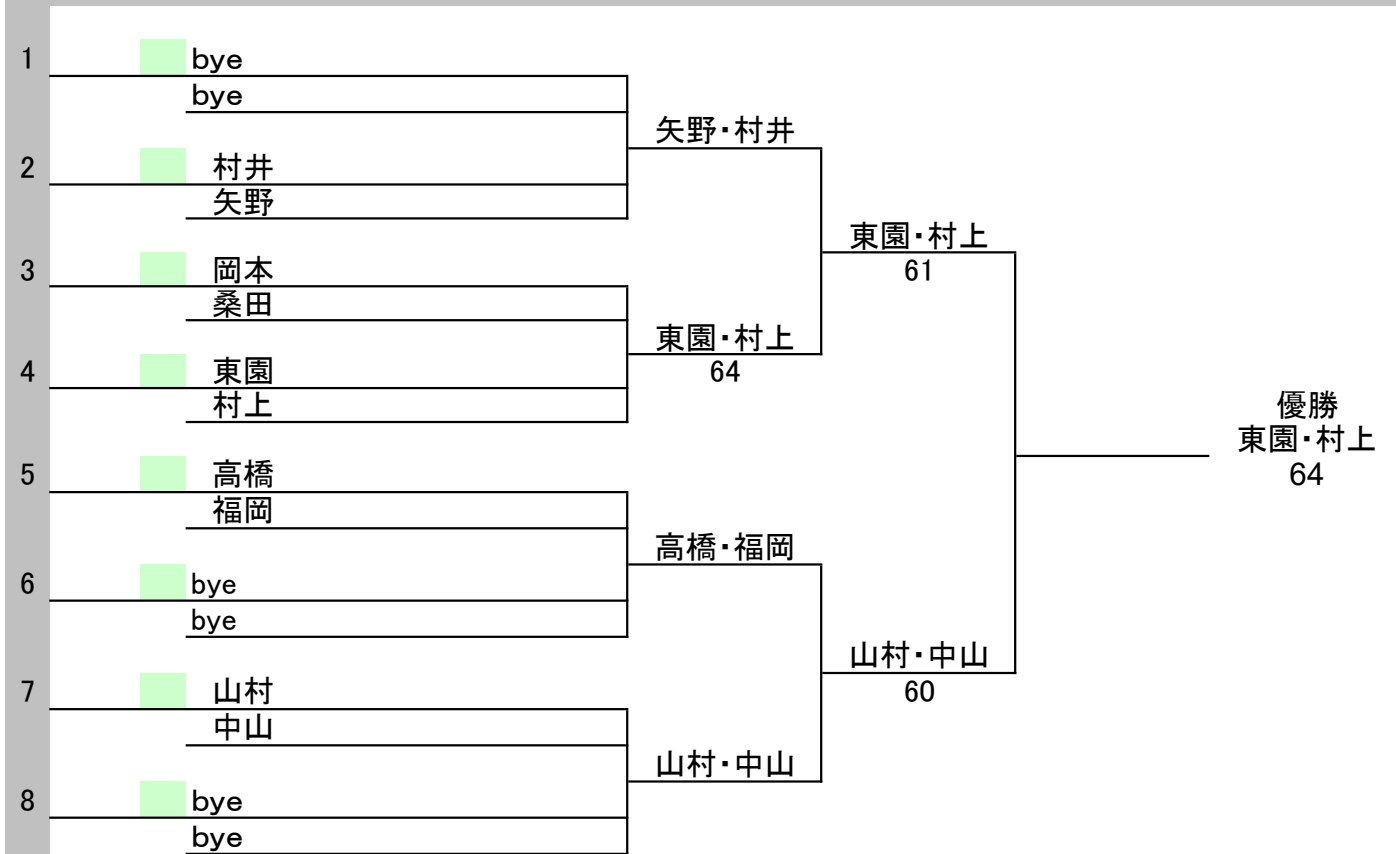 1 bye
bye
矢野・村井
2 村井
矢野
東園・村上
61
3 岡本
桑田
東園・村上
64
4 東園
村上
優勝
東園・村上
64
5 高橋
福岡
高橋・福岡
6 bye
bye
山村・中山
60
7 山村
中山
山村・中山
8 bye
bye